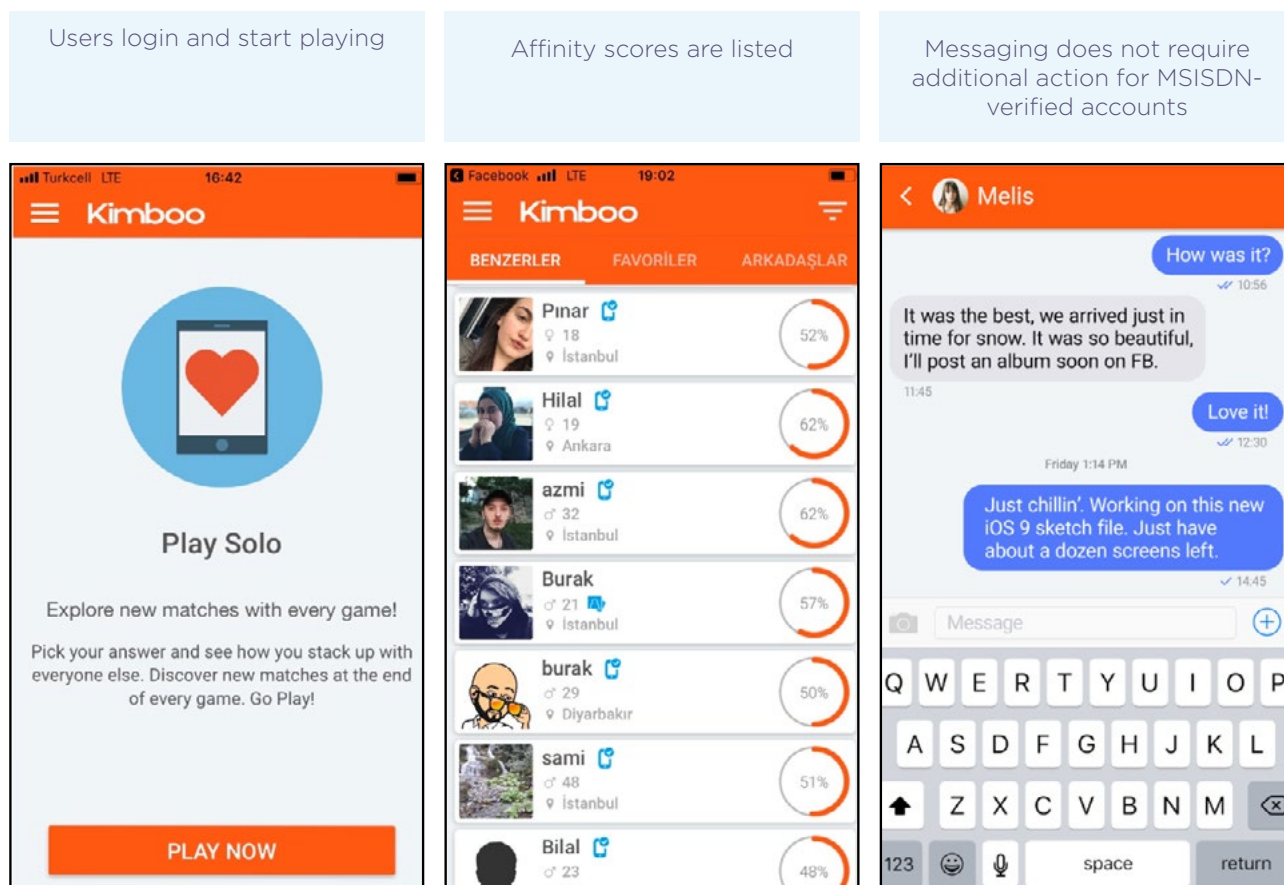 Users login and start playing
Affinity scores are listed
Messaging does not require
additional action for MSISDN-
verified accounts
Turkcell LTE 16:42
Kimboo
Play Solo
Explore new matches with every game!
Pick your answer and see how you stack up with
everyone else. Discover new matches at the end
of every game. Go Play!
PLAY NOW
Facebook LTE 19:02
Kimboo
BENZERLER FAVORİLER ARKADAŞLAR
Pınar
♀ 18
İstanbul
52%
Hilal
♀ 19
Ankara
62%
azmi
♂ 32
İstanbul
62%
Burak
♂ 21
İstanbul
57%
burak
♂ 29
Diyarbakır
50%
sami
♂ 48
İstanbul
51%
Bilal
♂ 23
48%
Melis
How was it?
10:56
It was the best, we arrived just in
time for snow. It was so beautiful,
I'll post an album soon on FB.
11:45
Love it!
12:30
Friday 1:14 PM
Just chillin'. Working on this new
iOS 9 sketch file. Just have
about a dozen screens left.
14.45
Message
Q W E R T Y U I O P
A S D F G H J K L
Z X C V B N M
123 space return